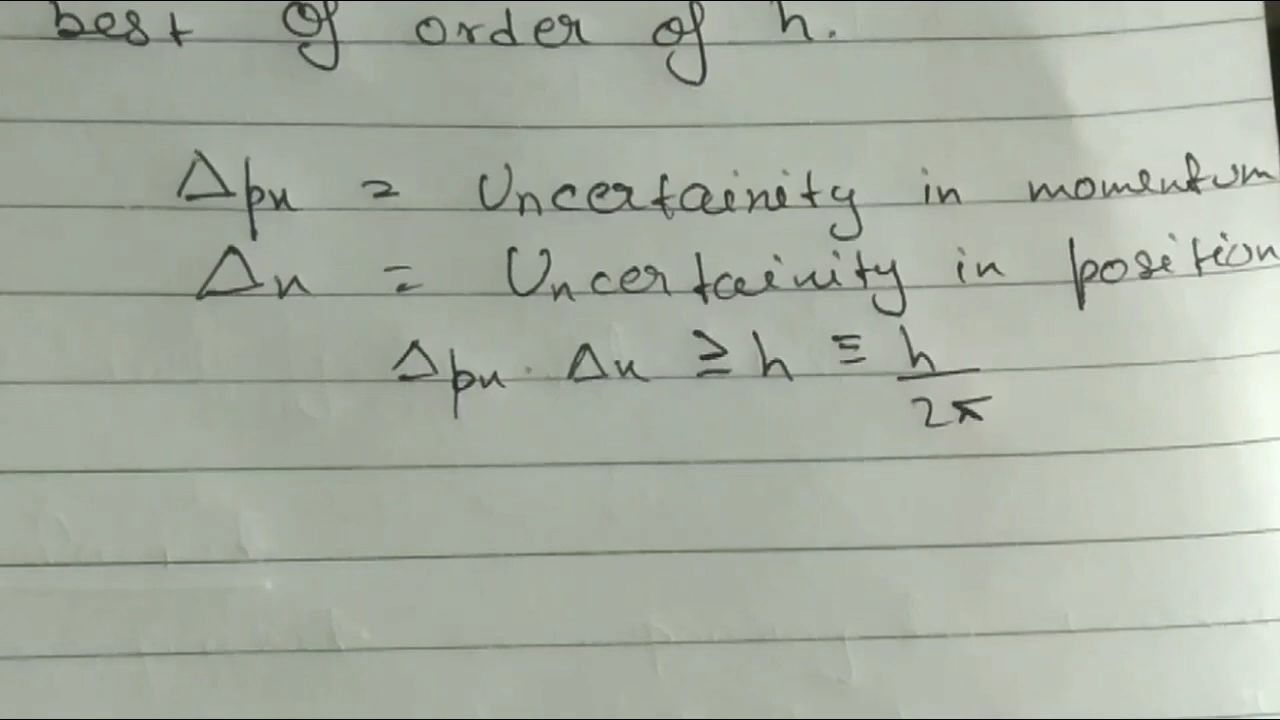 best of order of h.
Δpx = Uncertainity in momentum
Δx = Uncertainity in position
Δpx · Δx ≥ h ≡ h/2π